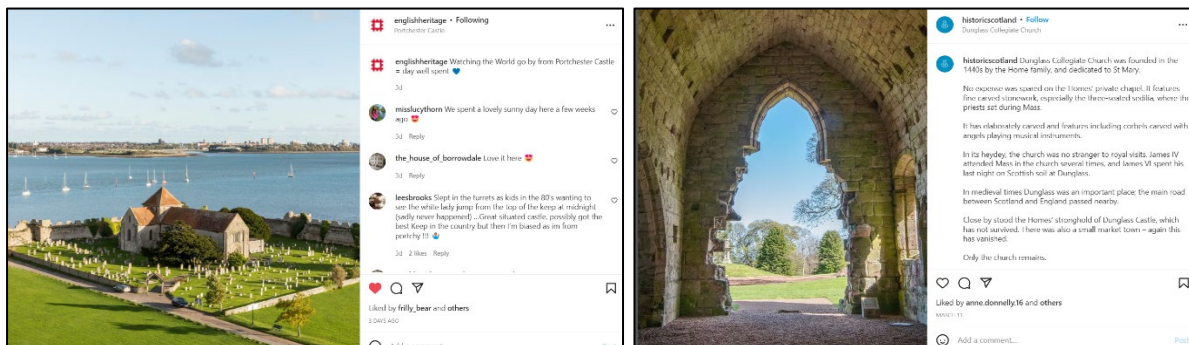 englishheritage • Following
Portchester Castle
englishheritage Watching the World go by from Portchester Castle
= day well spent 💙
3d
misslucythorn We spent a lovely sunny day here a few weeks
ago 😍
3d Reply
the_house_of_borrowdale Love it here 😍
3d Reply
leesbrooks Slept in the turrets as kids in the 80's wanting to
see the white lady jump from the top of the keep at midnight
(sadly never happened) ...Great situated castle, possibly got the
best Keep in the country but then I'm biased as im from
portchy !!!
3d 2 likes Reply
Liked by frilly_bear and others
3 DAYS AGO
Add a comment...
Post
historicscotland • Follow
Dunglass Collegiate Church
historicscotland Dunglass Collegiate Church was founded in the
1440s by the Home family, and dedicated to St Mary.
No expense was spared on the Homes' private chapel. It features
fine carved stonework, especially the three-seated sedilia, where the
priests sat during Mass.
It has elaborately carved and features including corbels carved with
angels playing musical instruments.
In its heyday, the church was no stranger to royal visits. James IV
attended Mass in the church several times, and James VI spent his
last night on Scottish soil at Dunglass.
In medieval times Dunglass was an important place; the main road
between Scotland and England passed nearby.
Close by stood the Homes' stronghold of Dunglass Castle, which
has not survived. There was also a small market town – again this
has vanished.
Only the church remains.
Liked by anne.donnelly.16 and others
MARCH 11
Add a comment...
Post